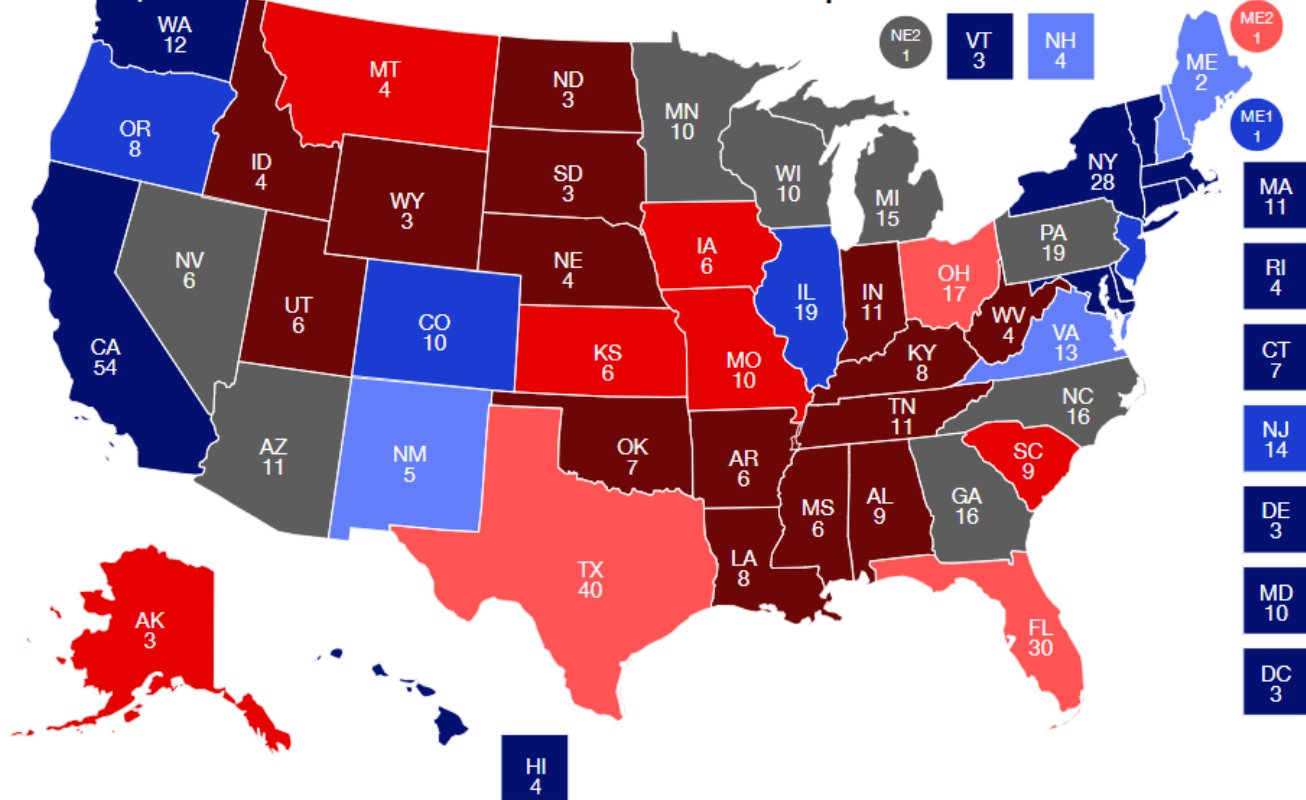 WA
12
MT
4
ND
3
MN
10
NE2
1
VT
3
NH
4
ME2
1
ME
2
ME1
1
OR
8
ID
4
WY
3
SD
3
WI
10
MI
15
NY
28
MA
11
NV
6
UT
6
CO
10
NE
4
IA
6
IL
19
IN
11
OH
17
PA
19
RI
4
CA
54
KS
6
MO
10
KY
8
WV
4
VA
13
CT
7
AZ
11
NM
5
OK
7
AR
6
TN
11
NC
16
SC
9
NJ
14
TX
40
LA
8
MS
6
AL
9
GA
16
DE
3
AK
3
FL
30
MD
10
DC
3
HI
4